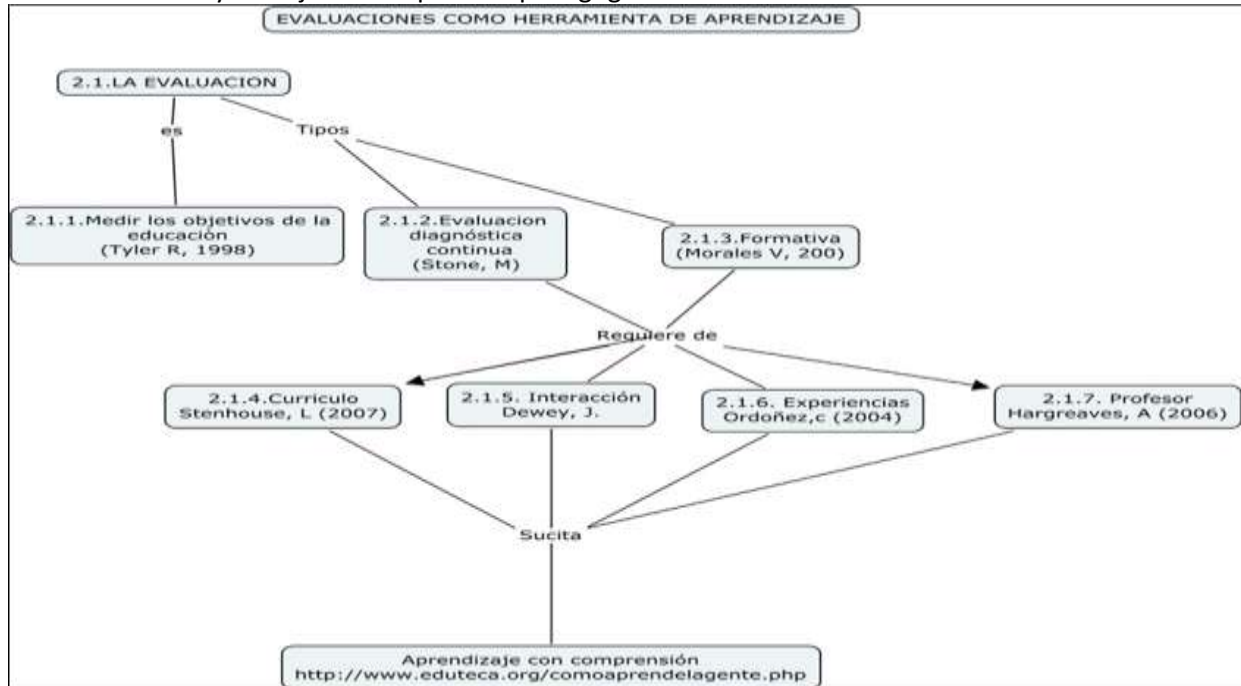 EVALUACIONES COMO HERRAMIENTA DE APRENDIZAJE
2.1.LA EVALUACION
es
Tipos
2.1.1.Medir los objetivos de la
educación
(Tyler R, 1998)
2.1.2.Evaluacion
diagnóstica
continua
(Stone, M)
2.1.3.Formativa
(Morales V, 200)
Requiere de
2.1.4.Curriculo
Stenhouse, L (2007)
2.1.5. Interacción
Dewey, J.
2.1.6. Experiencias
Ordoñez,c (2004)
2.1.7. Profesor
Hargreaves, A (2006)
Sucita
Aprendizaje con comprensión
http://www.eduteca.org/comoaprendelagente.php